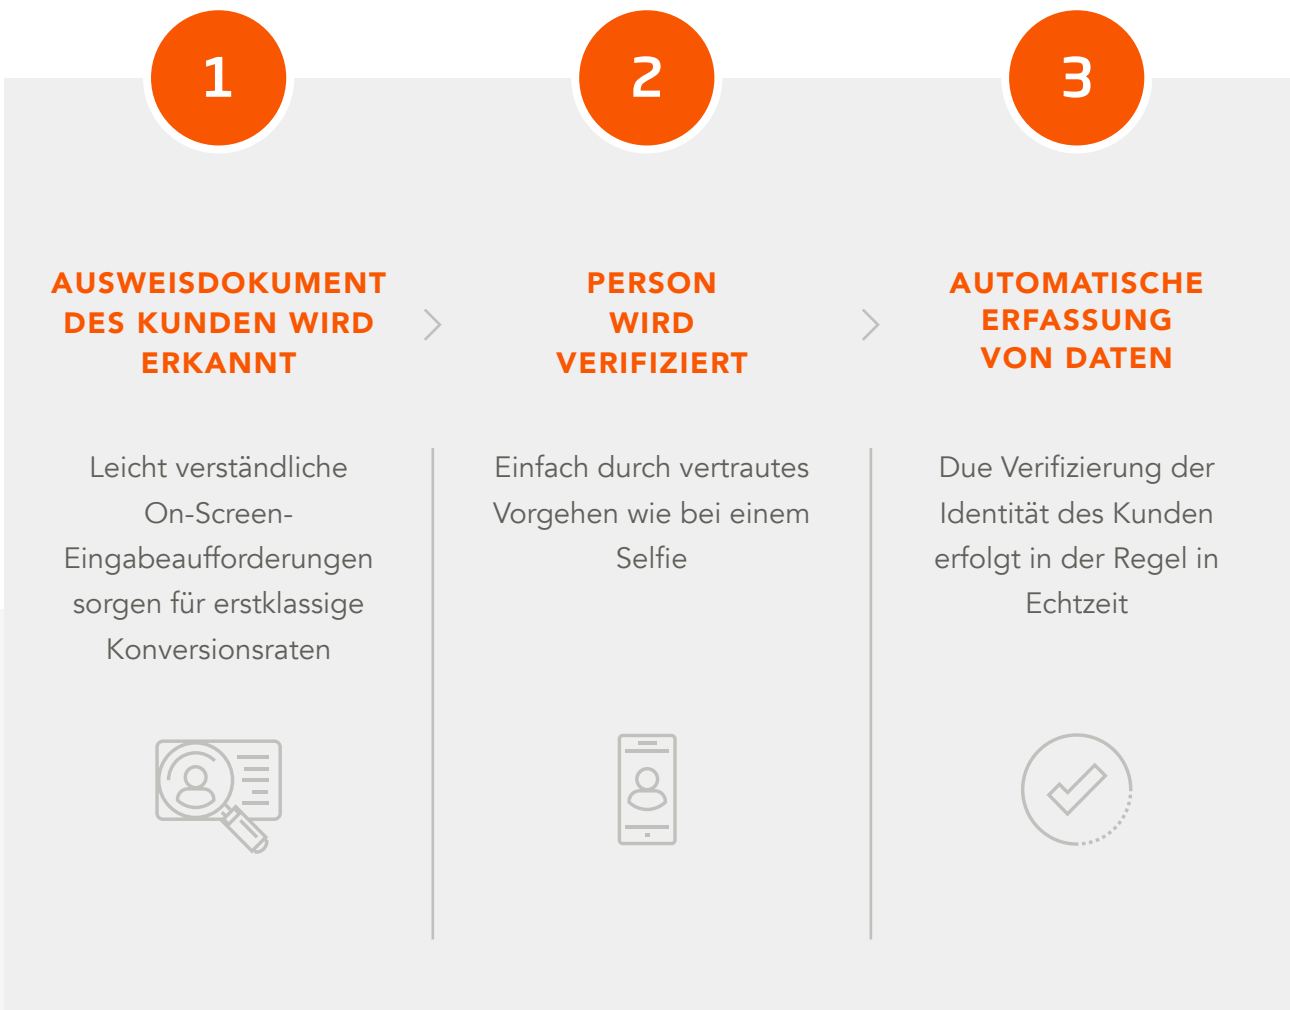 1
AUSWEISDOKUMENT
DES KUNDEN WIRD
ERKANNT
Leicht verständliche
On-Screen-
Eingabeaufforderungen
sorgen für erstklassige
Konversionsraten
2
PERSON
WIRD
VERIFIZIERT
Einfach durch vertrautes
Vorgehen wie bei einem
Selfie
3
AUTOMATISCHE
ERFASSUNG
VON DATEN
Due Verifizierung der
Identität des Kunden
erfolgt in der Regel in
Echtzeit